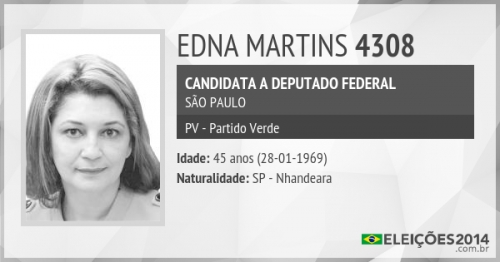 EDNA MARTINS 4308
CANDIDATA A DEPUTADO FEDERAL
SÃO PAULO
PV - Partido Verde
Idade: 45 anos (28-01-1969)
Naturalidade: SP - Nhandeara
ELEIÇÕES2014
.com.br